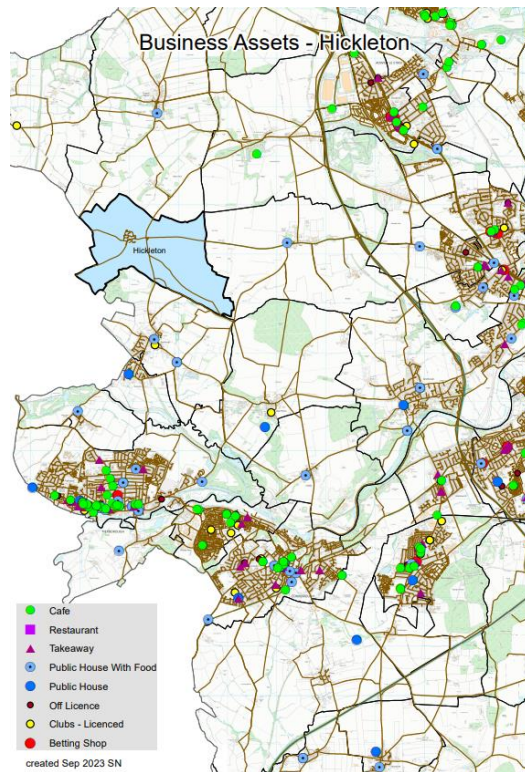 Business Assets - Hickleton
Hickleton
Cafe
Restaurant
Takeaway
Public House With Food
Public House
Off Licence
Clubs - Licenced
Betting Shop
created Sep 2023 SN